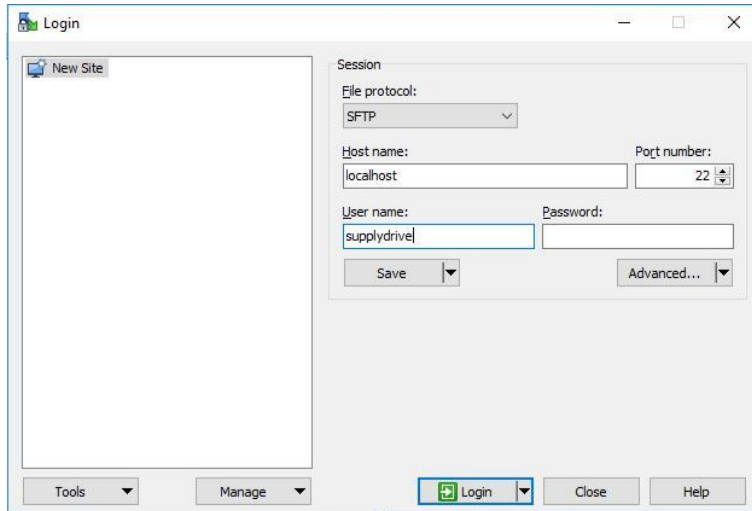 Login
New Site
Session
File protocol:
SFTP
Host name: Port number:
localhost 22
User name: Password:
supplydrive
Save Advanced...
Tools Manage Login Close Help